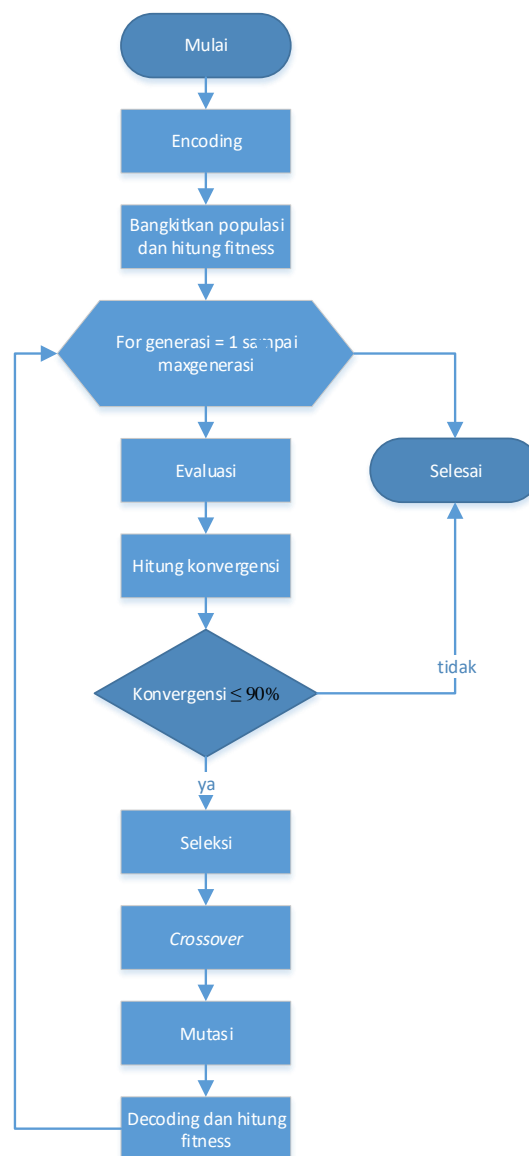 Mulai
Encoding
Bangkitkan populasi
dan hitung fitness
For generasi = 1 sampai
maxgenerasi
Evaluasi
Selesai
Hitung konvergensi
Konvergensi ≤ 90%
tidak
ya
Seleksi
Crossover
Mutasi
Decoding dan hitung
fitness